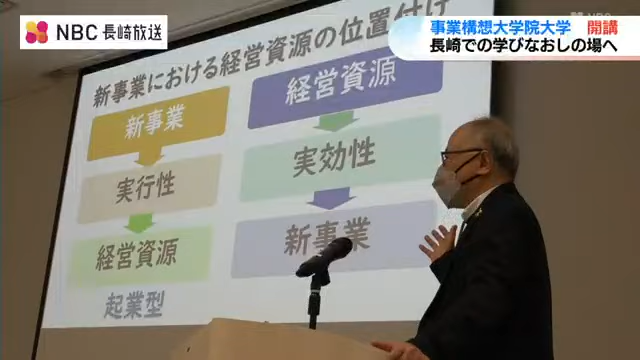 NBC 長崎放送
事業構想大学院大学 開講
長崎での学びなおしの場へ
新事業における経営資源の位置付け
新事業
実行性
経営資源
起業型
経営資源
実効性
新事業